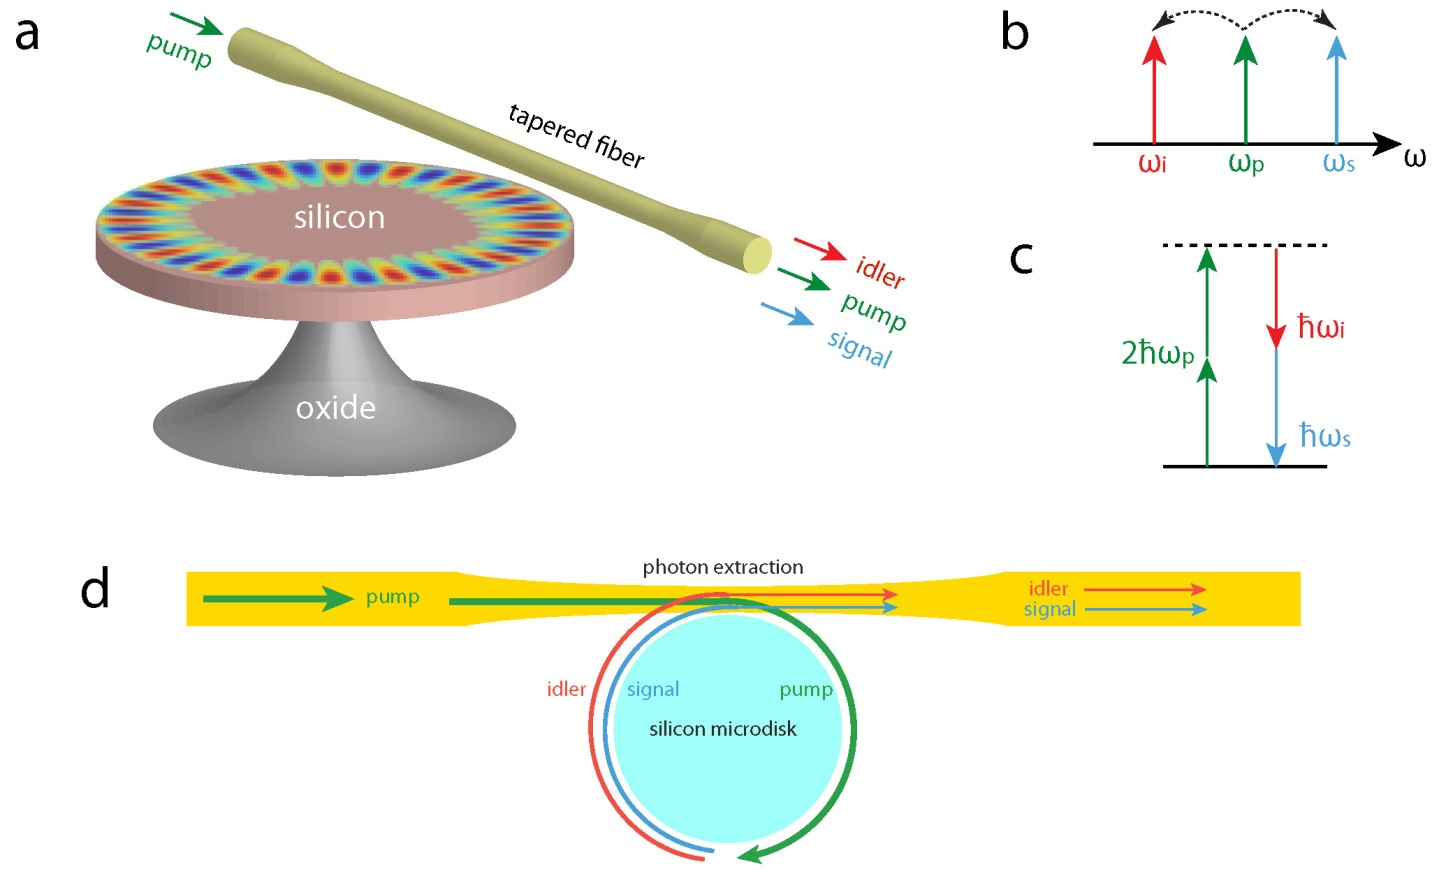 a
pump
tapered fiber
silicon
oxide
idler
pump
signal
b
ωi
ωp
ωs
ω
c
2ħωp
ħωi
ħωs
d
photon extraction
pump
idler
signal
idler
signal
pump
silicon microdisk